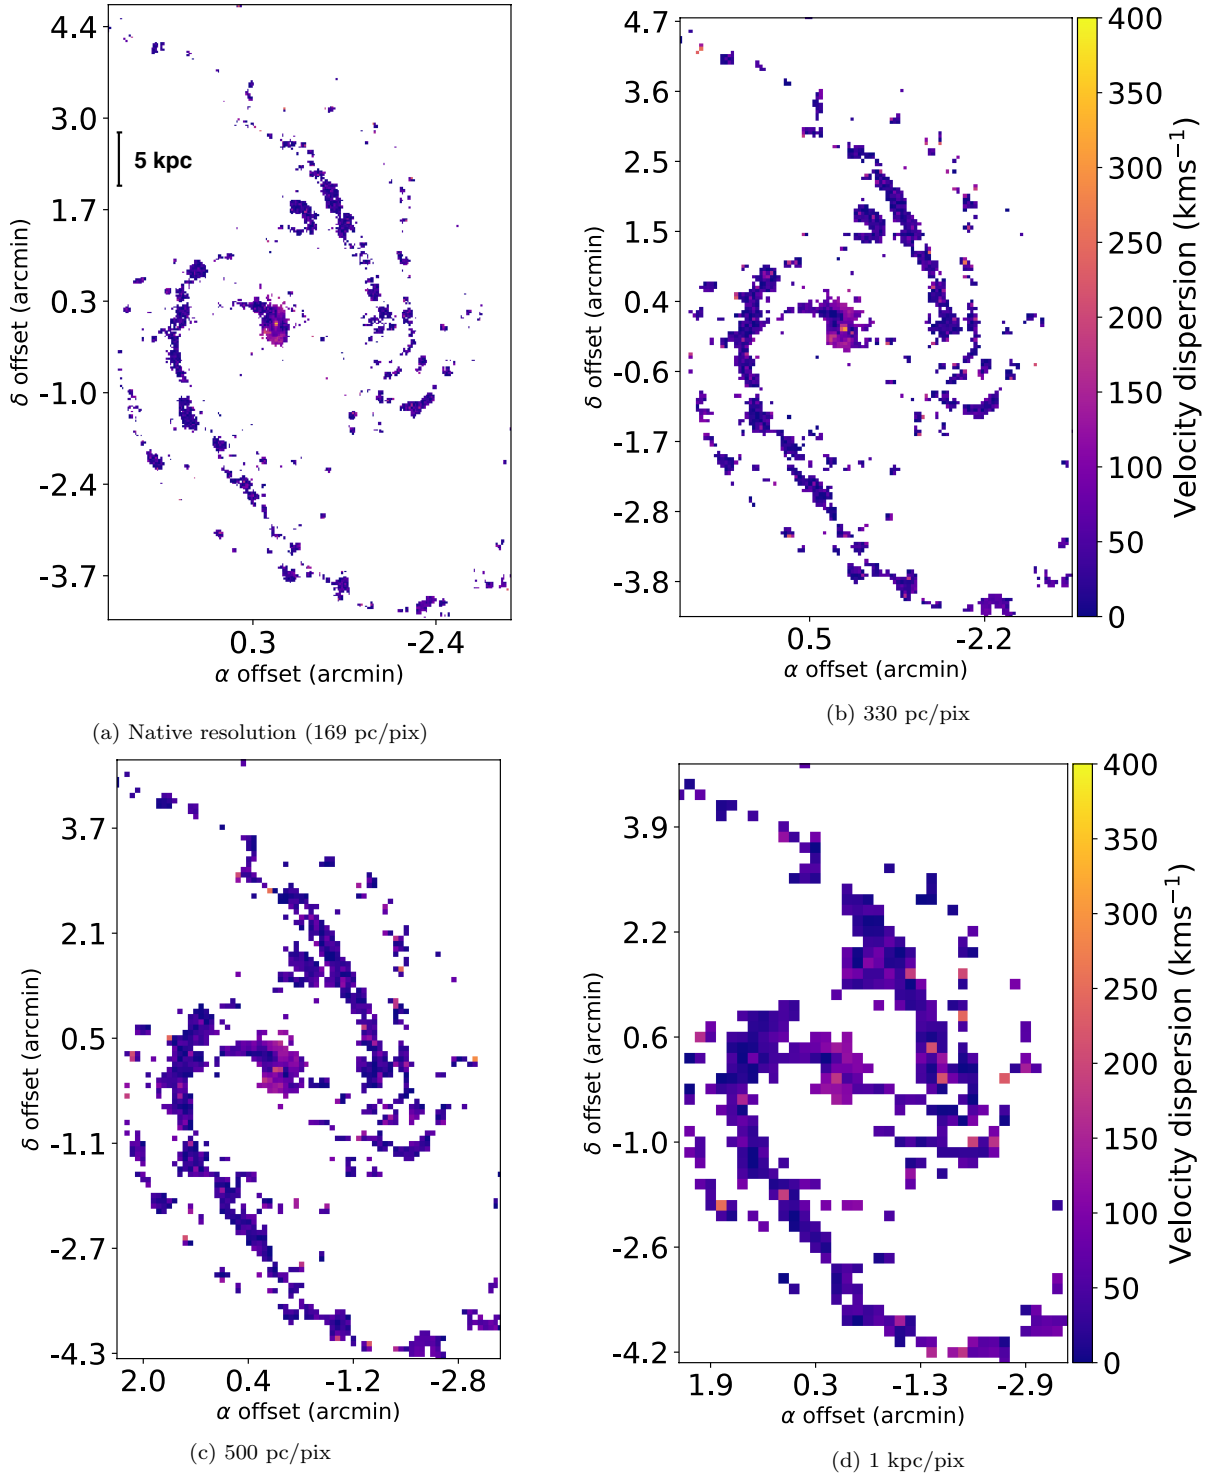 4.4
3.0
1.7
0.3
-1.0
-2.4
-3.7
5 kpc
δ offset (arcmin)
0.3 -2.4
α offset (arcmin)
(a) Native resolution (169 pc/pix)
4.7
3.6
2.5
1.5
0.4
-0.6
-1.7
-2.8
-3.8
δ offset (arcmin)
0.5 -2.2
α offset (arcmin)
400
350
300
250
200
150
100
50
0
Velocity dispersion (kms⁻¹)
(b) 330 pc/pix
3.7
2.1
0.5
-1.1
-2.7
-4.3
δ offset (arcmin)
2.0 0.4 -1.2 -2.8
α offset (arcmin)
(c) 500 pc/pix
3.9
2.2
0.6
-1.0
-2.6
-4.2
δ offset (arcmin)
1.9 0.3 -1.3 -2.9
α offset (arcmin)
400
350
300
250
200
150
100
50
0
Velocity dispersion (kms⁻¹)
(d) 1 kpc/pix